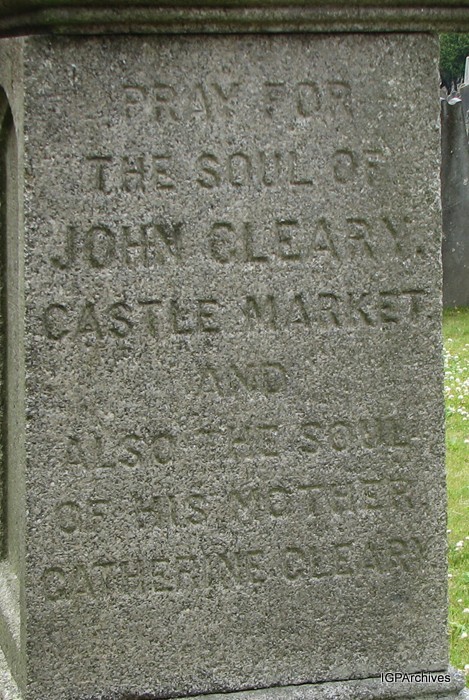 PRAY FOR
THE SOUL OF
JOHN CLEARY.
CASTLE MARKET.
AND
ALSO THE SOUL
OF HIS MOTHER
CATHERINE CLEARY
IGPArchives